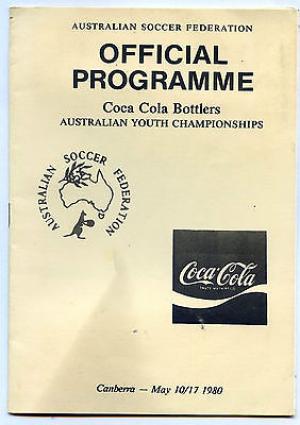 AUSTRALIAN SOCCER FEDERATION
OFFICIAL
PROGRAMME
Coca Cola Bottlers
AUSTRALIAN YOUTH CHAMPIONSHIPS
AUSTRALIAN SOCCER FEDERATION
Coca-Cola
Canberra — May 10/17 1980